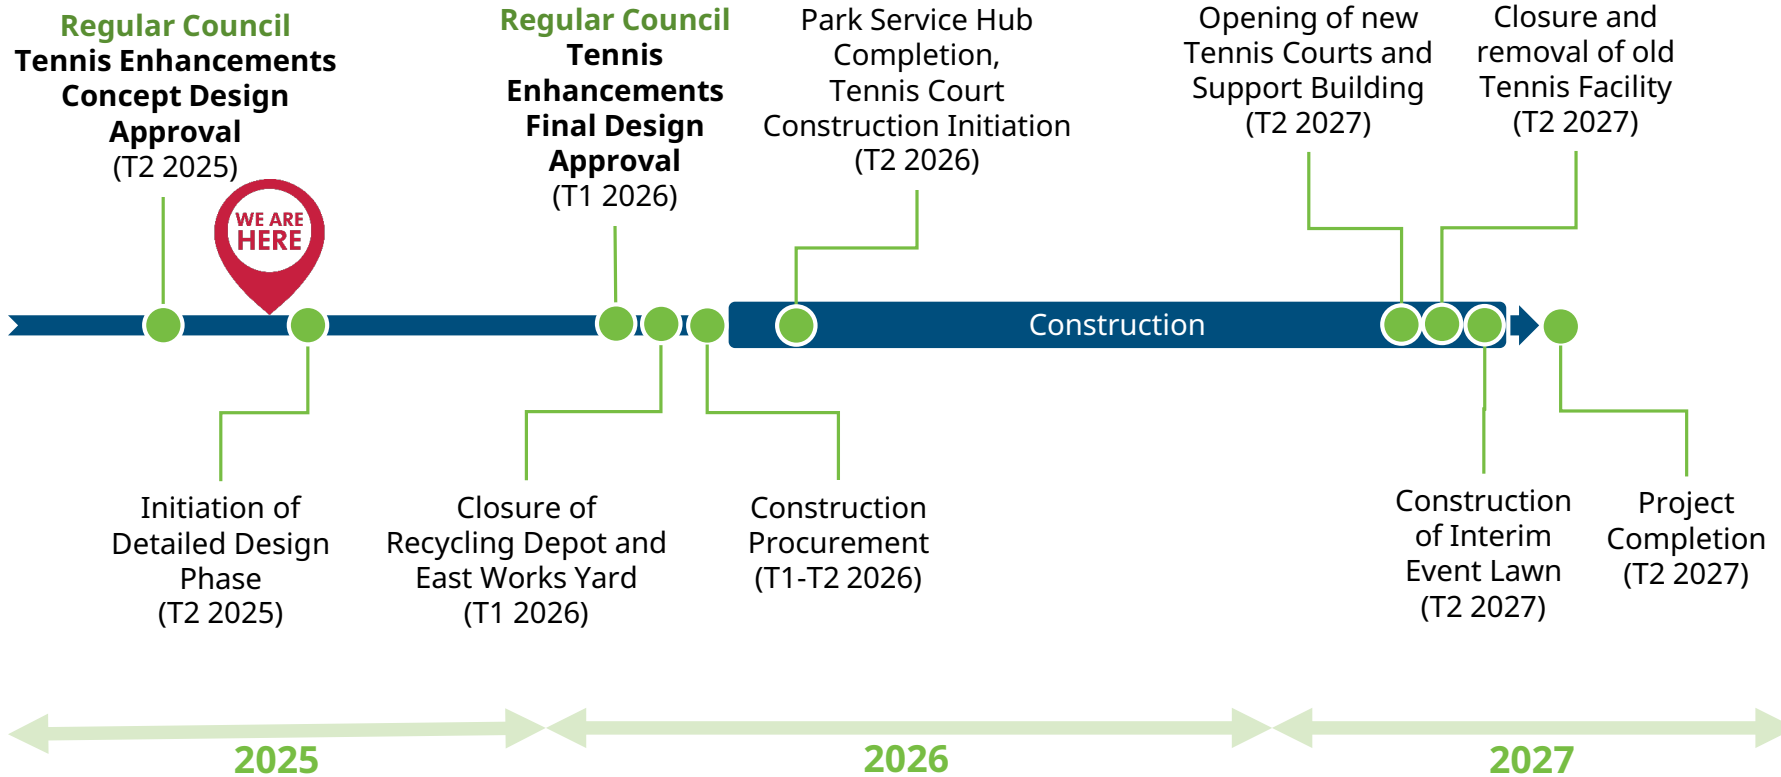 Regular Council
Tennis Enhancements
Concept Design
Approval
(T2 2025)
WE ARE
HERE
Regular Council
Tennis
Enhancements
Final Design
Approval
(T1 2026)
Park Service Hub
Completion,
Tennis Court
Construction Initiation
(T2 2026)
Opening of new
Tennis Courts and
Support Building
(T2 2027)
Closure and
removal of old
Tennis Facility
(T2 2027)
Construction
Initiation of
Detailed Design
Phase
(T2 2025)
Closure of
Recycling Depot and
East Works Yard
(T1 2026)
Construction
Procurement
(T1-T2 2026)
Construction
of Interim
Event Lawn
(T2 2027)
Project
Completion
(T2 2027)
2025
2026
2027